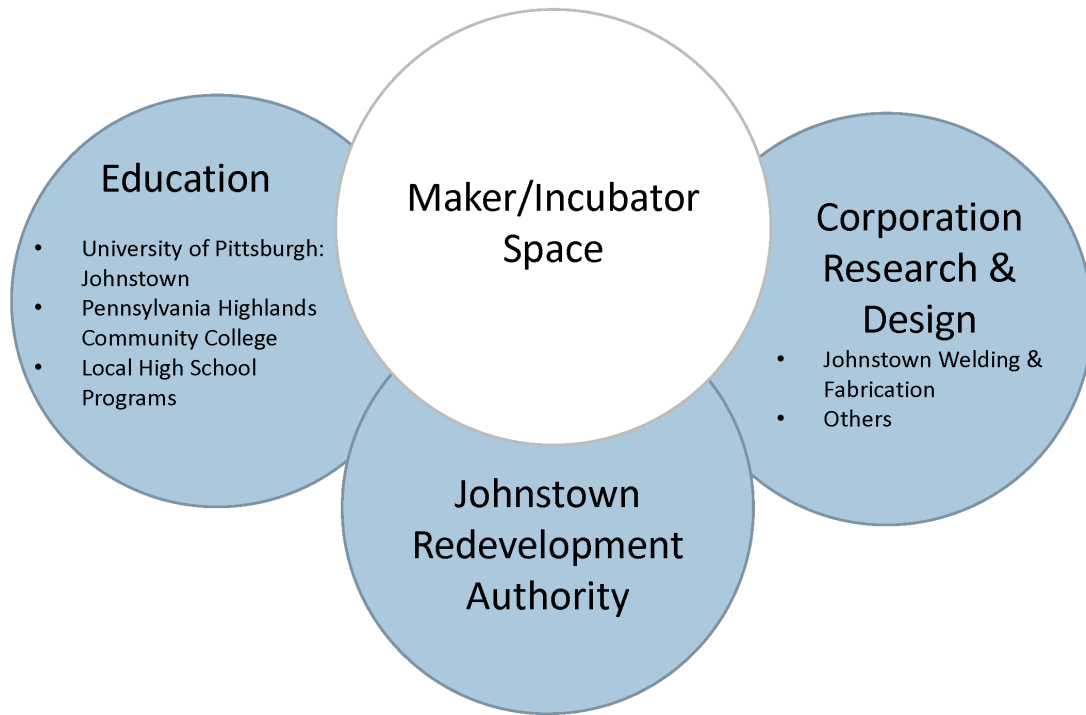 Education
• University of Pittsburgh:
Johnstown
• Pennsylvania Highlands
Community College
• Local High School
Programs
Maker/Incubator
Space
Corporation
Research &
Design
• Johnstown Welding &
Fabrication
• Others
Johnstown
Redevelopment
Authority